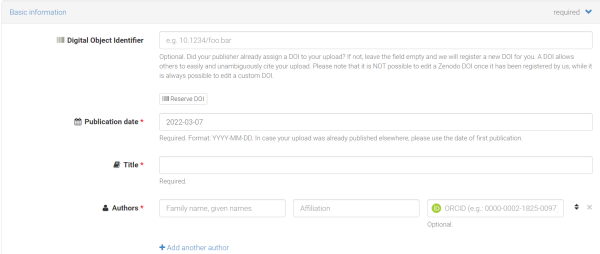 Basic information required
Digital Object Identifier e.g. 10.1234/foo.bar
Optional. Did your publisher already assign a DOI to your upload? If not, leave the field empty and we will register a new DOI for you. A DOI allows
others to easily and unambiguously cite your upload. Please note that it is NOT possible to edit a Zenodo DOI once it has been registered by us, while it
is always possible to edit a custom DOI.
Reserve DOI
Publication date * 2022-03-07
Required. Format: YYYY-MM-DD. In case your upload was already published elsewhere, please use the date of first publication.
Title *
Required.
Authors * Family name, given names Affiliation iD ORCID (e.g.: 0000-0002-1825-0097
Optional.
+ Add another author